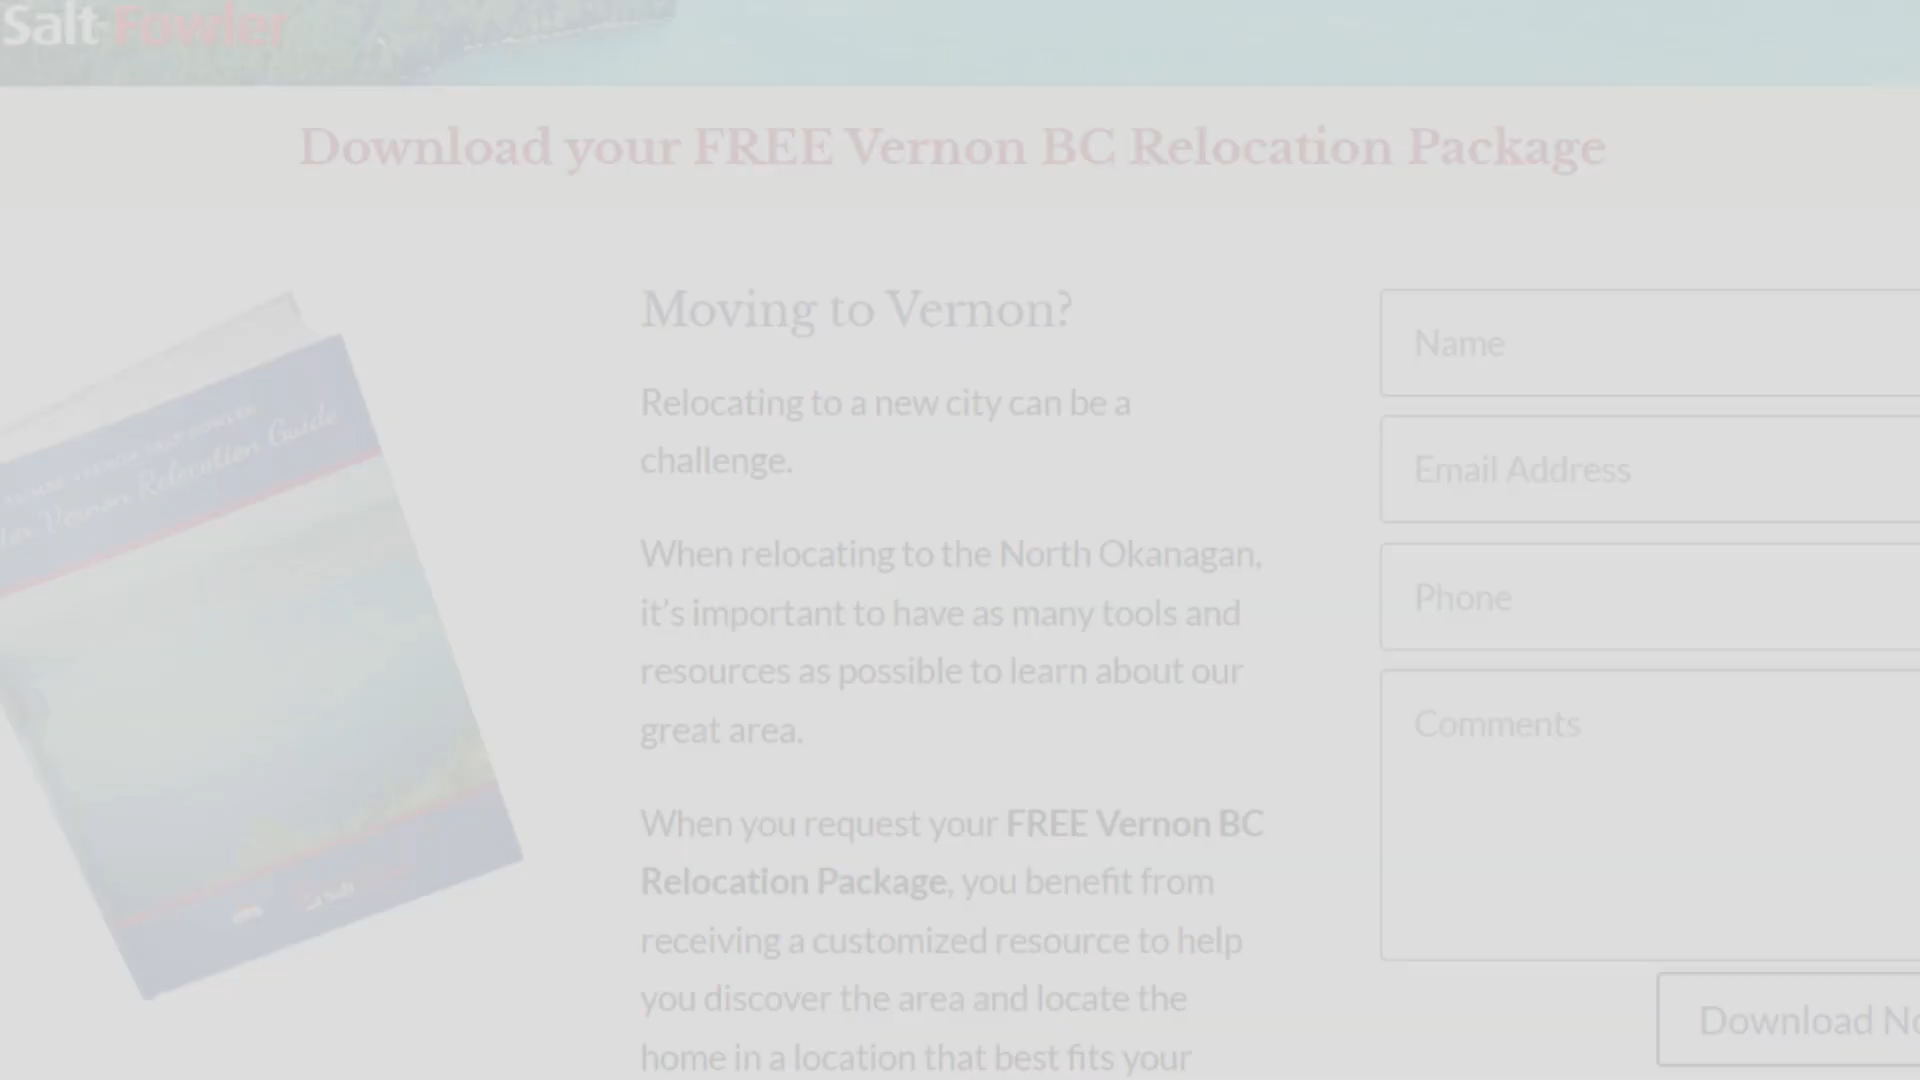 Salt Fowler
Download your FREE Vernon BC Relocation Package
Vernon Relocation Guide
Moving to Vernon?
Relocating to a new city can be a
challenge.
When relocating to the North Okanagan,
it's important to have as many tools and
resources as possible to learn about our
great area.
When you request your FREE Vernon BC
Relocation Package, you benefit from
receiving a customized resource to help
you discover the area and locate the
home in a location that best fits your
Name
Email Address
Phone
Comments
Download No